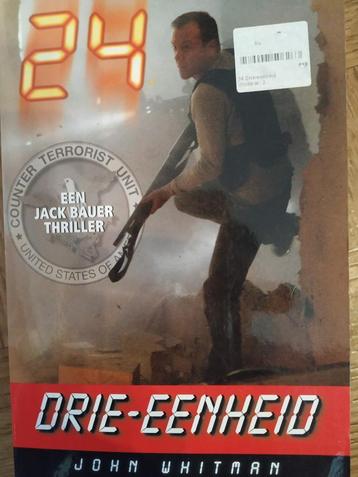 24
COUNTER TERRORIST UNIT
EEN
JACK BAUER
THRILLER
UNITED STATES OF
DRIE-EENHEID
JOHN WHITMAN